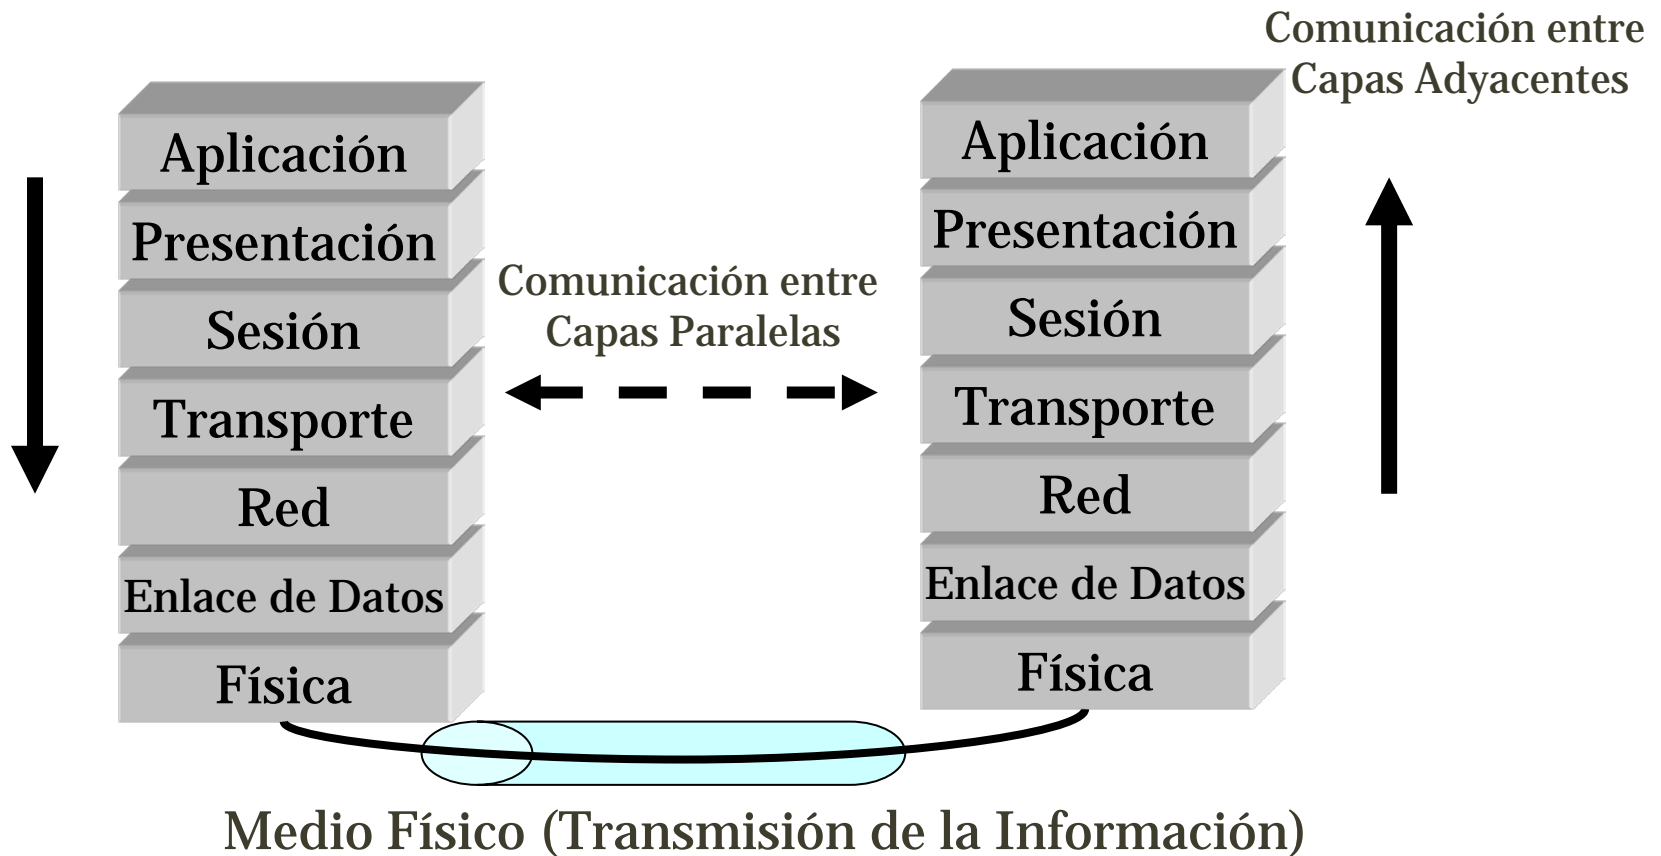 Comunicación entre
Capas Adyacentes
Aplicación
Presentación
Sesión
Transporte
Red
Enlace de Datos
Física
Comunicación entre
Capas Paralelas
Aplicación
Presentación
Sesión
Transporte
Red
Enlace de Datos
Física
Medio Físico (Transmisión de la Información)